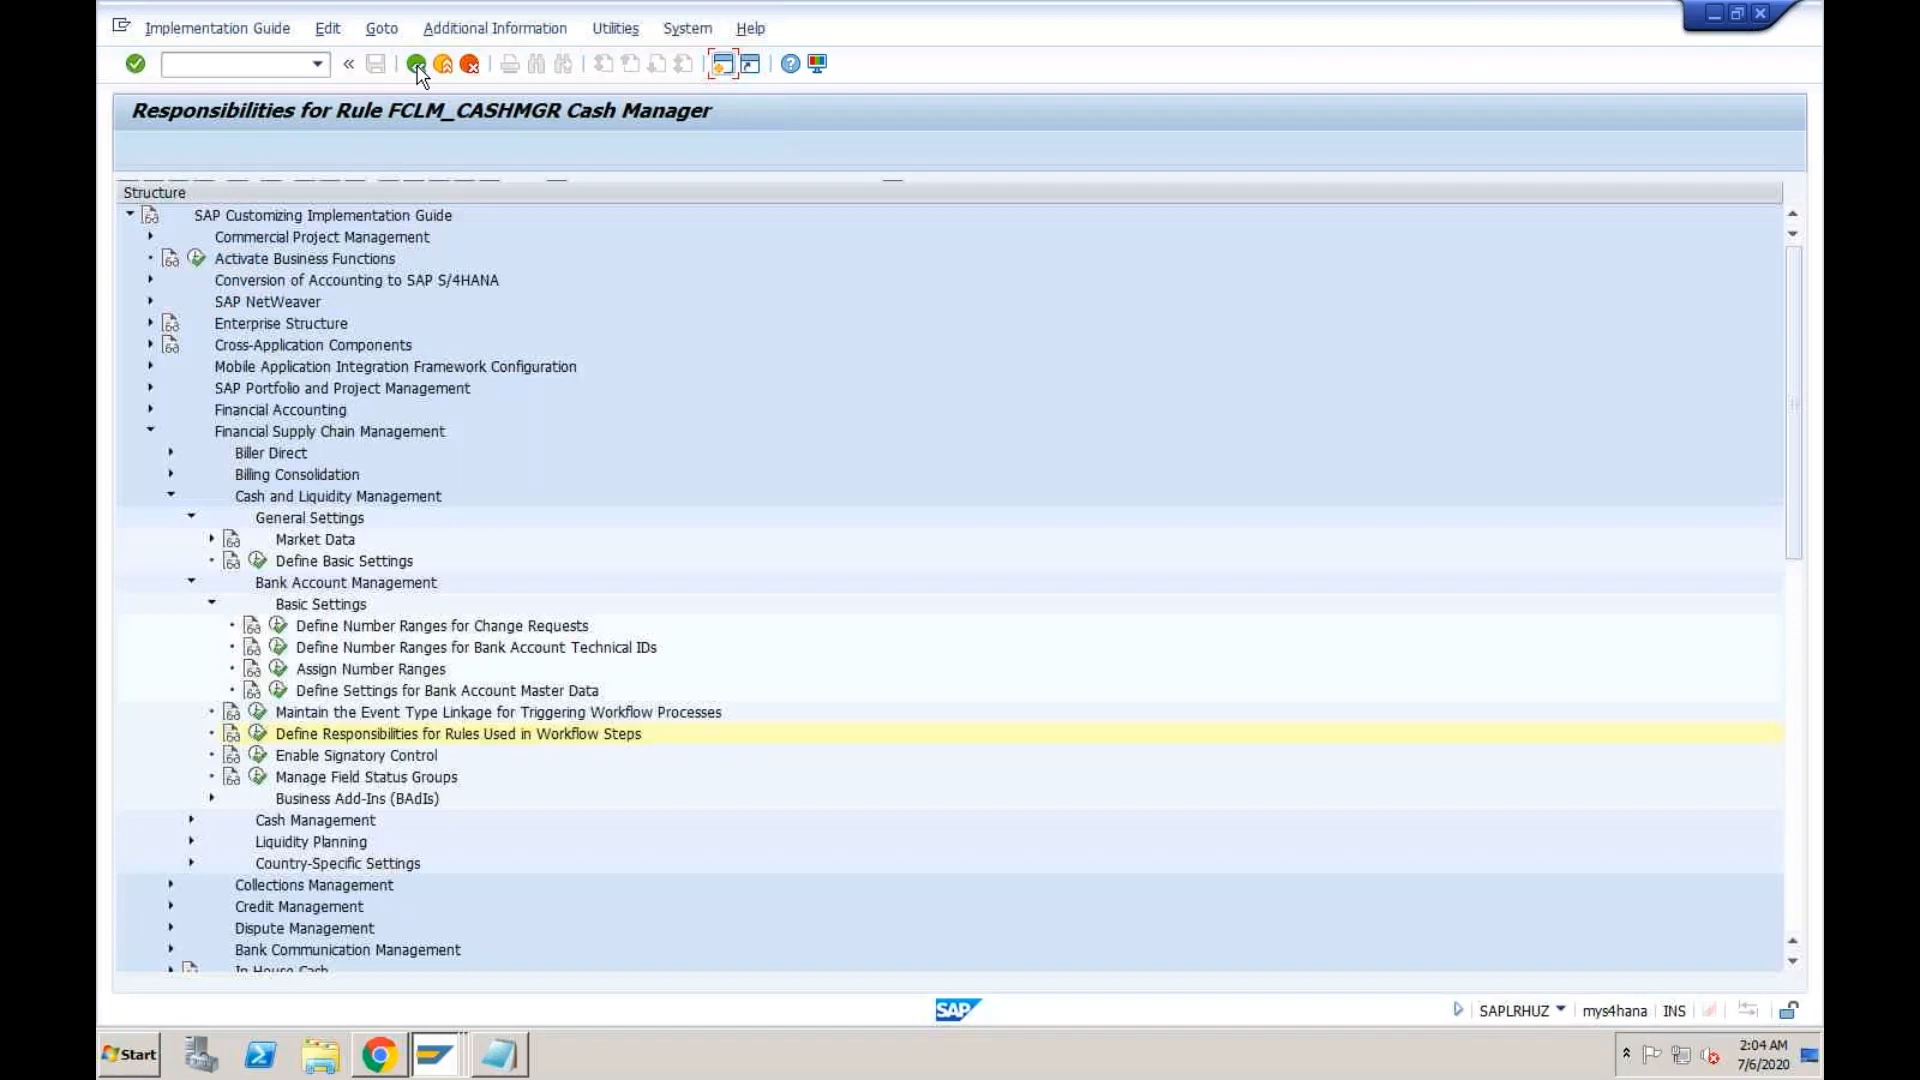 Implementation Guide Edit Goto Additional Information Utilities System Help
Responsibilities for Rule FCLM_CASHMGR Cash Manager
Structure
SAP Customizing Implementation Guide
Commercial Project Management
Activate Business Functions
Conversion of Accounting to SAP S/4HANA
SAP NetWeaver
Enterprise Structure
Cross-Application Components
Mobile Application Integration Framework Configuration
SAP Portfolio and Project Management
Financial Accounting
Financial Supply Chain Management
Biller Direct
Billing Consolidation
Cash and Liquidity Management
General Settings
Market Data
Define Basic Settings
Bank Account Management
Basic Settings
Define Number Ranges for Change Requests
Define Number Ranges for Bank Account Technical IDs
Assign Number Ranges
Define Settings for Bank Account Master Data
Maintain the Event Type Linkage for Triggering Workflow Processes
Define Responsibilities for Rules Used in Workflow Steps
Enable Signatory Control
Manage Field Status Groups
Business Add-Ins (BAdIs)
Cash Management
Liquidity Planning
Country-Specific Settings
Collections Management
Credit Management
Dispute Management
Bank Communication Management
In House Cash
SAP SAPLRHUZ mys4hana INS
Start 2:04 AM
7/6/2020